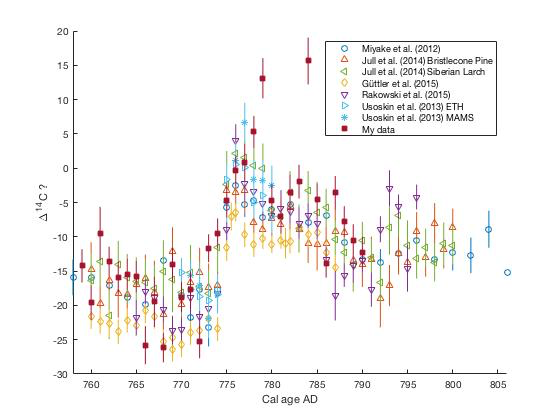 20
15
10
5
0
-5
-10
-15
-20
-25
-30
Δ ¹⁴C ?
Miyake et al. (2012)
Jull et al. (2014) Bristlecone Pine
Jull et al. (2014) Siberian Larch
Güttler et al. (2015)
Rakowski et al. (2015)
Usoskin et al. (2013) ETH
Usoskin et al. (2013) MAMS
My data
760 765 770 775 780 785 790 795 800 805
Cal age AD